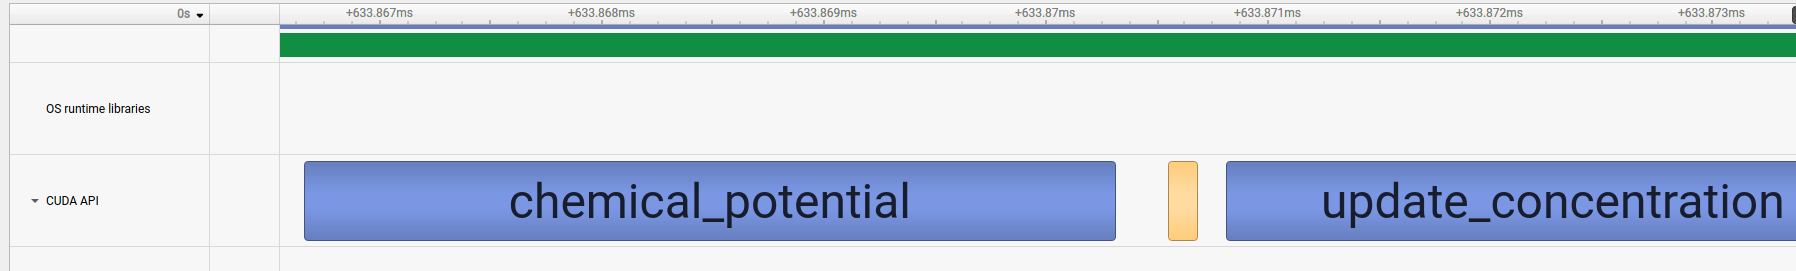 0s +633.867ms +633.868ms +633.869ms +633.87ms +633.871ms +633.872ms +633.873ms
OS runtime libraries
CUDA API chemical_potential update_concentration